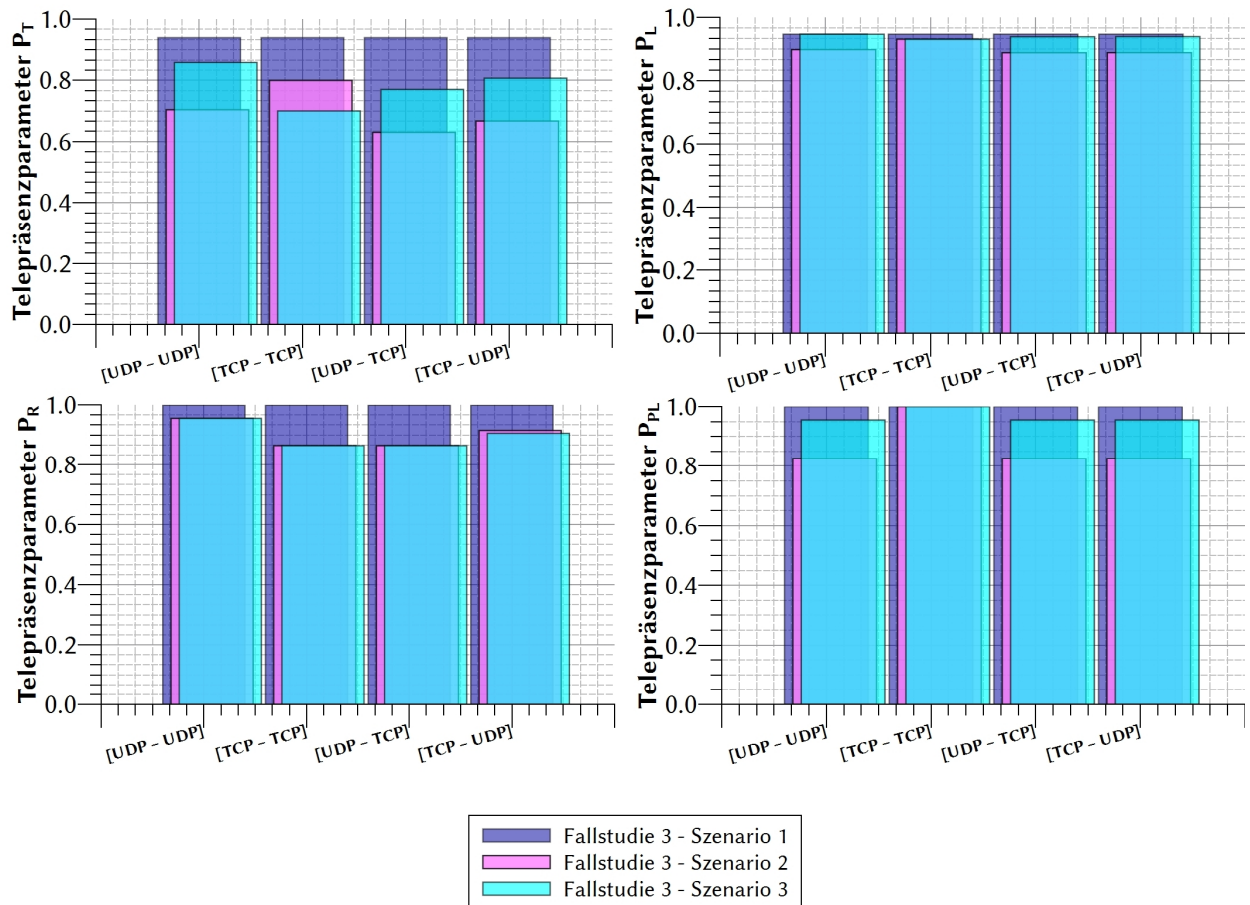 Telepräsenzparameter P_T
1.0
0.8
0.6
0.4
0.2
0.0
[UDP – UDP]
[TCP – TCP]
[UDP – TCP]
[TCP – UDP]
Telepräsenzparameter P_L
1.0
0.8
0.6
0.4
0.2
0.0
[UDP – UDP]
[TCP – TCP]
[UDP – TCP]
[TCP – UDP]
Telepräsenzparameter P_R
1.0
0.8
0.6
0.4
0.2
0.0
[UDP – UDP]
[TCP – TCP]
[UDP – TCP]
[TCP – UDP]
Telepräsenzparameter P_PL
1.0
0.8
0.6
0.4
0.2
0.0
[UDP – UDP]
[TCP – TCP]
[UDP – TCP]
[TCP – UDP]
Fallstudie 3 - Szenario 1
Fallstudie 3 - Szenario 2
Fallstudie 3 - Szenario 3